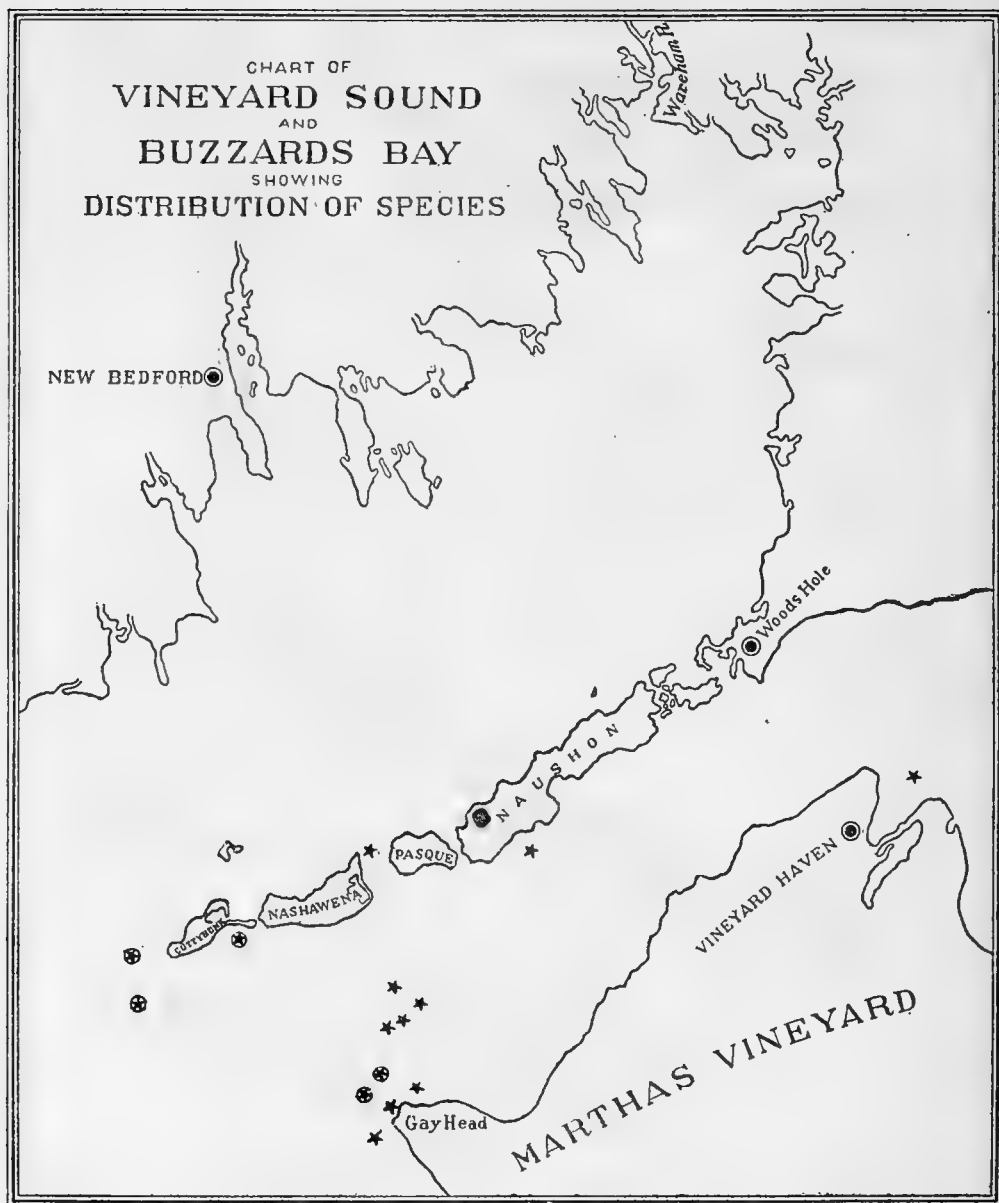 CHART OF
VINEYARD SOUND
AND
BUZZARDS BAY
SHOWING
DISTRIBUTION OF SPECIES
Wareham R.
NEW BEDFORD
Woods Hole
NAUSHON
PASQUE
NASHAWENA
CUTTYHUNK
VINEYARD HAVEN
MARTHAS VINEYARD
Gay Head